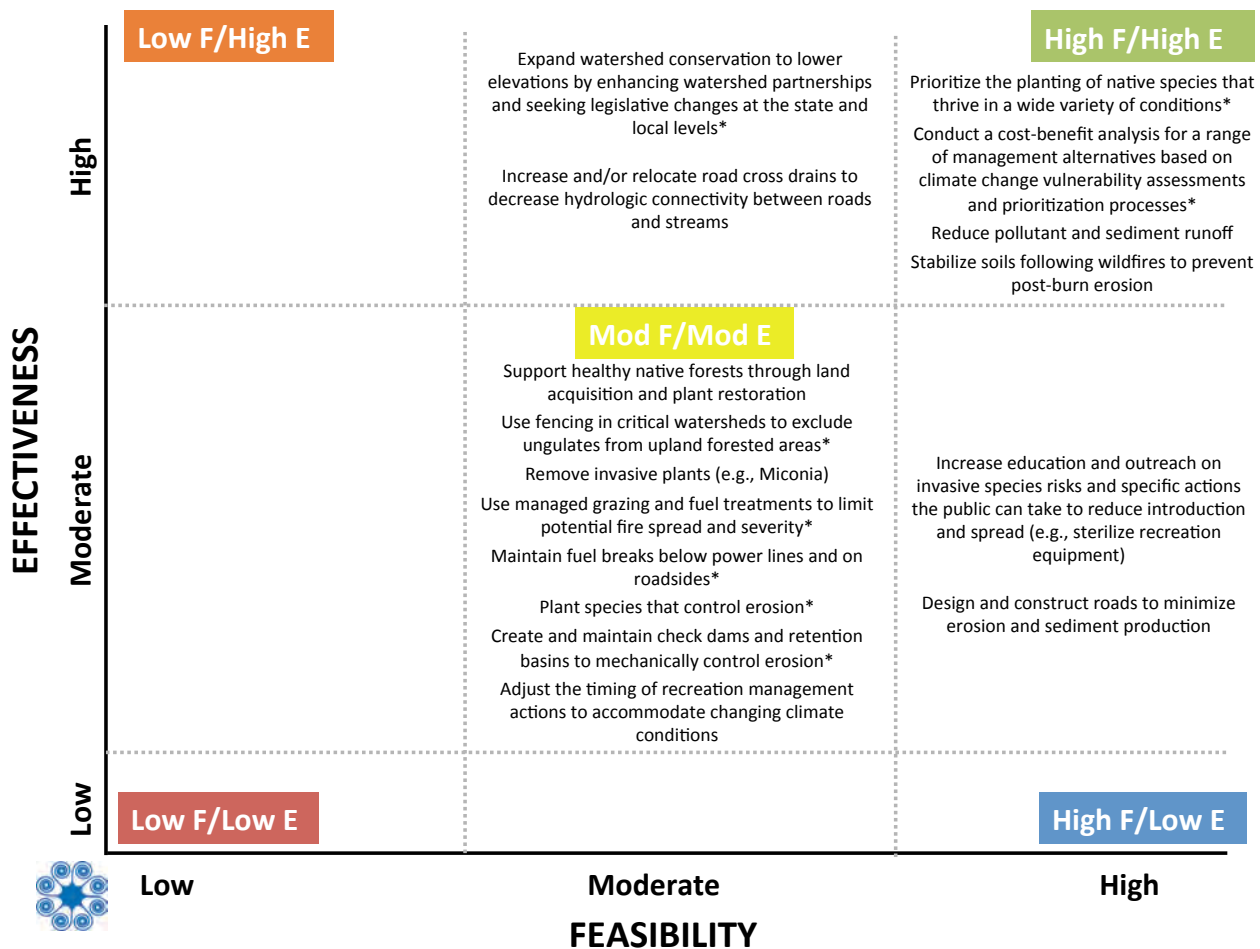 Low F/High E
Expand watershed conservation to lower
elevations by enhancing watershed partnerships
and seeking legislative changes at the state and
local levels*
Increase and/or relocate road cross drains to
decrease hydrologic connectivity between roads
and streams
High F/High E
Prioritize the planting of native species that
thrive in a wide variety of conditions*
Conduct a cost-benefit analysis for a range
of management alternatives based on
climate change vulnerability assessments
and prioritization processes*
Reduce pollutant and sediment runoff
Stabilize soils following wildfires to prevent
post-burn erosion
High
EFFECTIVENESS
Moderate
Mod F/Mod E
Support healthy native forests through land
acquisition and plant restoration
Use fencing in critical watersheds to exclude
ungulates from upland forested areas*
Remove invasive plants (e.g., Miconia)
Use managed grazing and fuel treatments to limit
potential fire spread and severity*
Maintain fuel breaks below power lines and on
roadsides*
Plant species that control erosion*
Create and maintain check dams and retention
basins to mechanically control erosion*
Adjust the timing of recreation management
actions to accommodate changing climate
conditions
Increase education and outreach on
invasive species risks and specific actions
the public can take to reduce introduction
and spread (e.g., sterilize recreation
equipment)
Design and construct roads to minimize
erosion and sediment production
Low
Low F/Low E
High F/Low E
Low
Moderate
High
FEASIBILITY